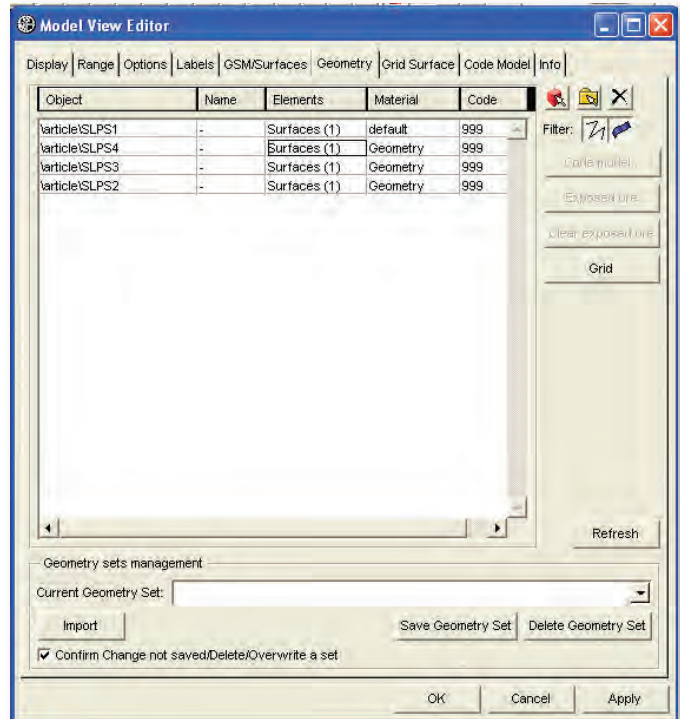 Model View Editor
Display Range Options Labels GSM/Surfaces Geometry Grid Surface Code Model Info
Object Name Elements Material Code
\article\SLPS1 - Surfaces (1) default 999
Filter:
\article\SLPS4 - Surfaces (1) Geometry 999
\article\SLPS3 - Surfaces (1) Geometry 999
\article\SLPS2 - Surfaces (1) Geometry 999
Code model...
Exposed ore
Clear exposed ore
Grid
Refresh
Geometry sets management
Current Geometry Set:
Import Save Geometry Set Delete Geometry Set
Confirm Change not saved/Delete/Overwrite a set
OK Cancel Apply